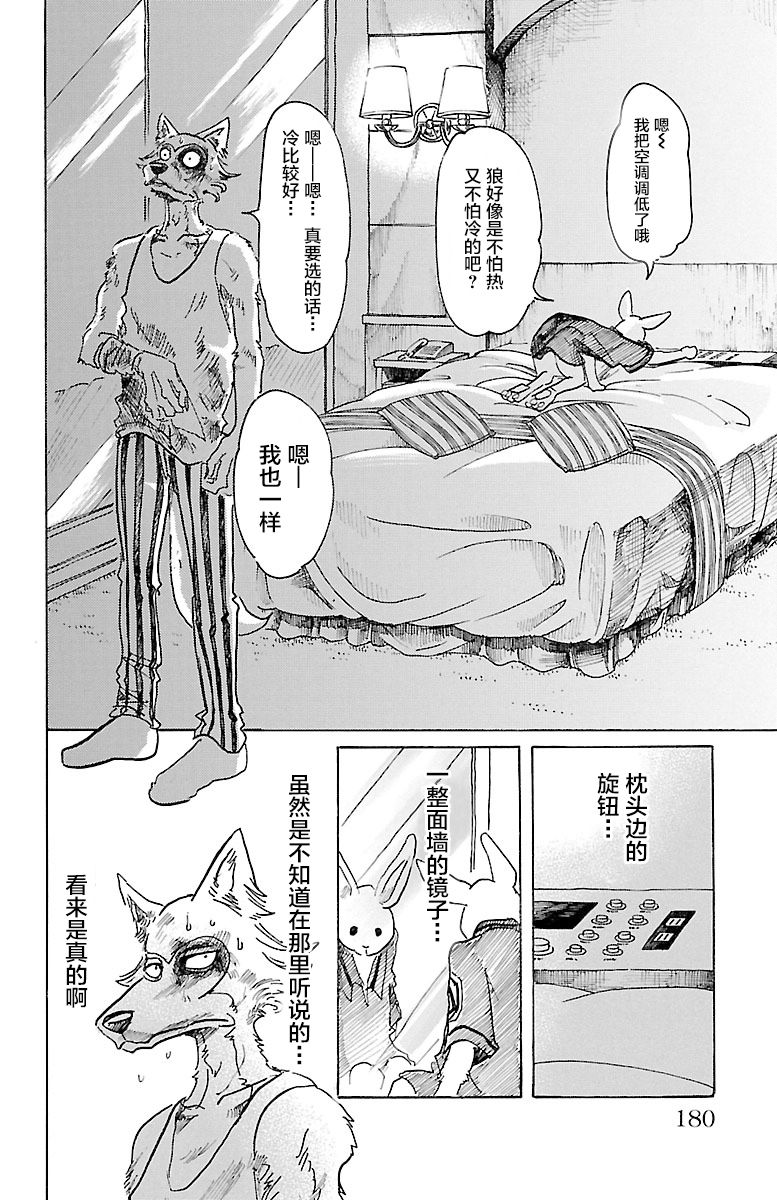 嗯~
我把空调调低了哦
狼好像是不怕热
又不怕冷的吧？
嗯——嗯… 真要选的话…
冷比较好…
嗯—
我也一样
枕头边的
旋钮…
一整面墙的镜子…
虽然是不知道在那里听说的…
看来是真的啊
180